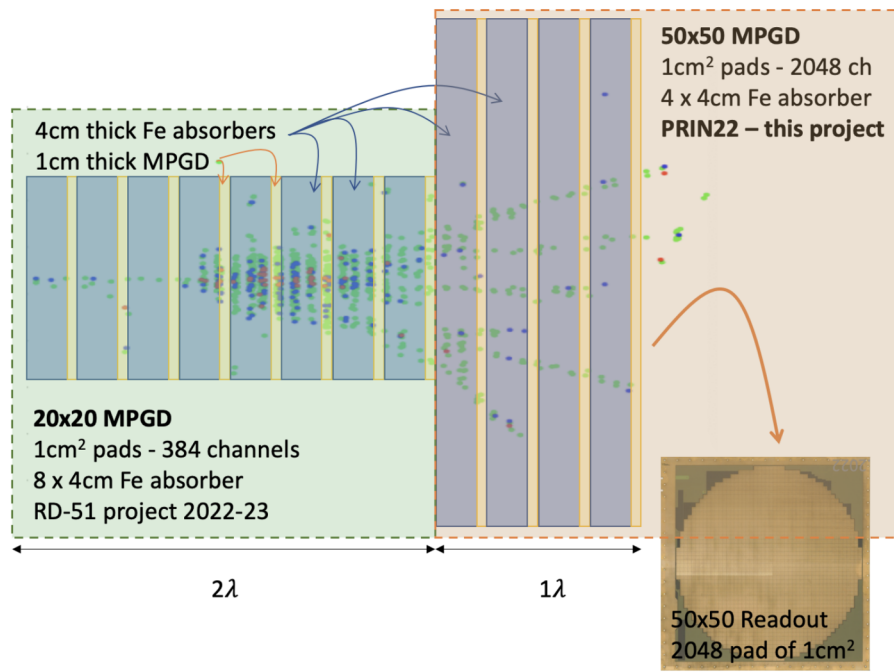 50x50 MPGD
1cm² pads - 2048 ch
4 x 4cm Fe absorber
PRIN22 – this project
4cm thick Fe absorbers
1cm thick MPGD
20x20 MPGD
1cm² pads - 384 channels
8 x 4cm Fe absorber
RD-51 project 2022-23
2λ
1λ
50x50 Readout
2048 pad of 1cm²